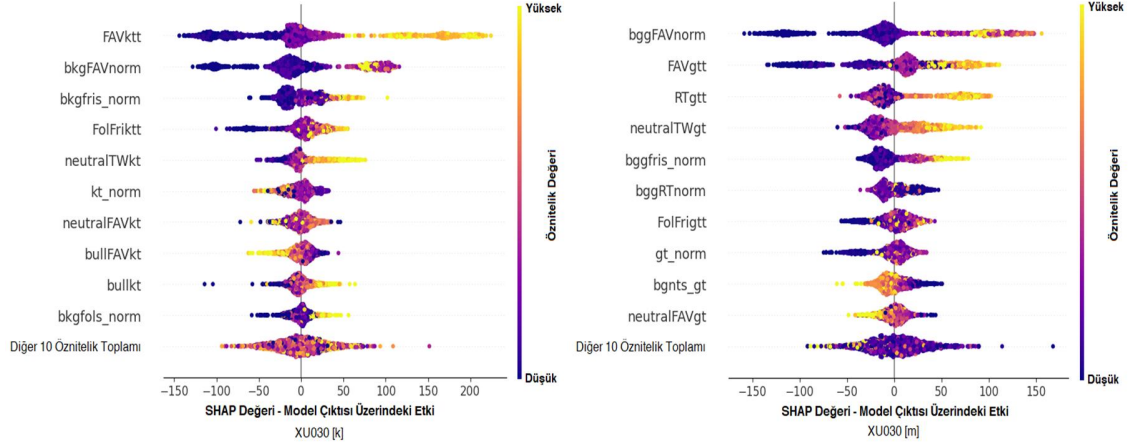 FAVktt
bkgFAVnorm
bkgfris_norm
FolFriktt
neutralTWkt
kt_norm
neutralFAVkt
bullFAVkt
bullkt
bkgfols_norm
Diğer 10 Öznitelik Toplamı
−150 −100 −50 0 50 100 150 200
SHAP Değeri - Model Çıktısı Üzerindeki Etki
XU030 [k]
Yüksek
Öznitelik Değeri
Düşük
bggFAVnorm
FAVgtt
RTgtt
neutralTWgt
bggfris_norm
bggRTnorm
FolFrigtt
gt_norm
bgnts_gt
neutralFAVgt
Diğer 10 Öznitelik Toplamı
−150 −100 −50 0 50 100 150
SHAP Değeri - Model Çıktısı Üzerindeki Etki
XU030 [m]
Yüksek
Öznitelik Değeri
Düşük